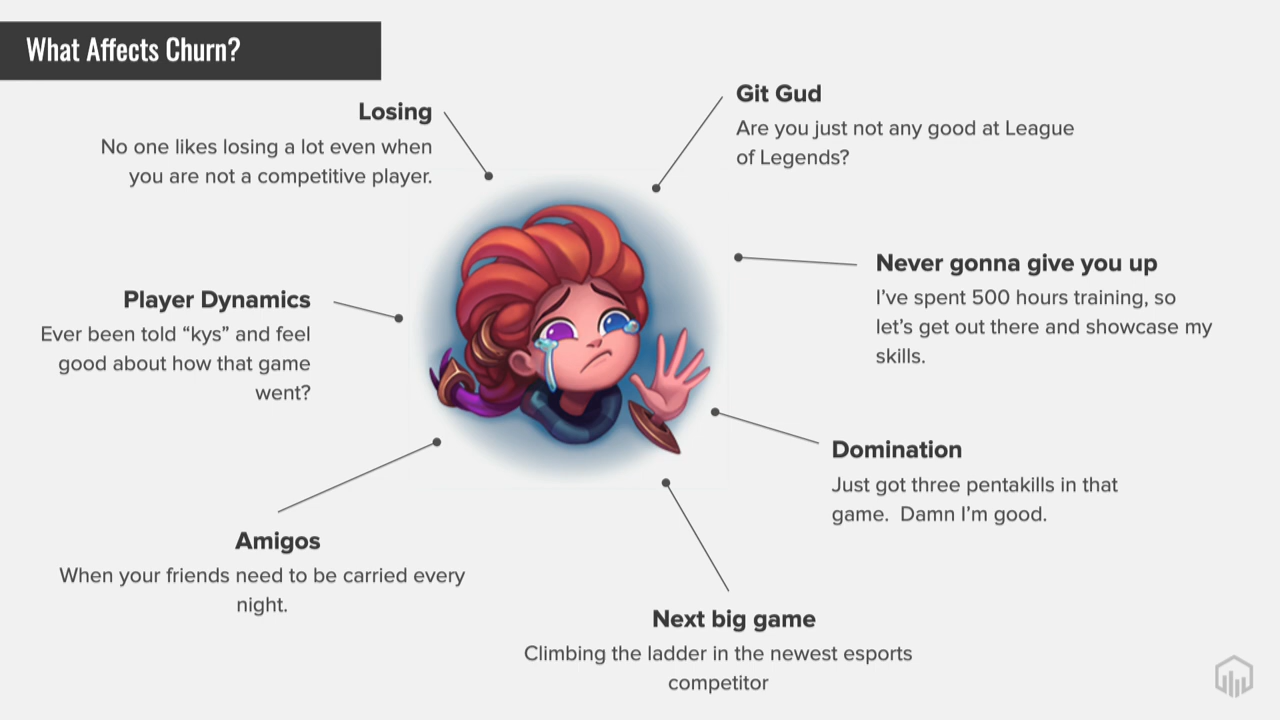 What Affects Churn?
Losing
No one likes losing a lot even when
you are not a competitive player.
Git Gud
Are you just not any good at League
of Legends?
Never gonna give you up
I’ve spent 500 hours training, so
let’s get out there and showcase my
skills.
Player Dynamics
Ever been told “kys” and feel
good about how that game
went?
Domination
Just got three pentakills in that
game.  Damn I’m good.
Amigos
When your friends need to be carried every
night.
Next big game
Climbing the ladder in the newest esports
competitor